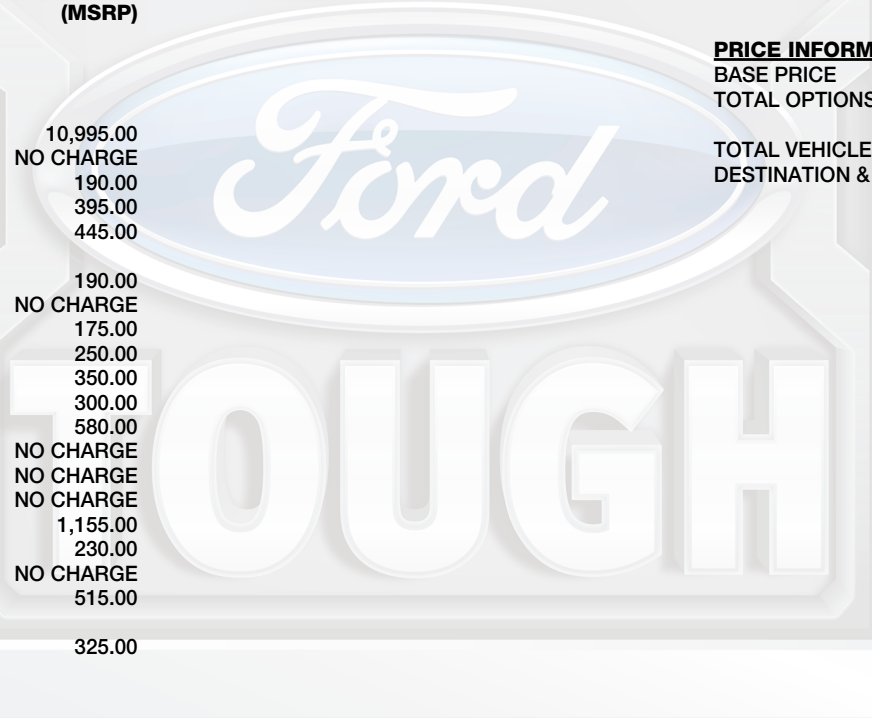 (MSRP)
10,995.00
NO CHARGE
190.00
395.00
445.00
190.00
NO CHARGE
175.00
250.00
350.00
300.00
580.00
NO CHARGE
NO CHARGE
NO CHARGE
1,155.00
230.00
NO CHARGE
515.00
325.00
PRICE INFORM
BASE PRICE
TOTAL OPTIONS
TOTAL VEHICLE
DESTINATION &
Ford
TOUGH